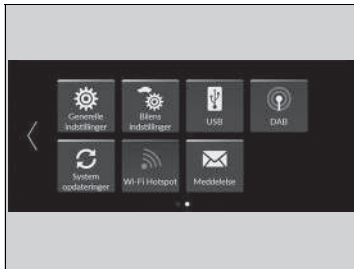 Generelle
indstillinger
Bilens
indstillinger
USB
DAB
System
opdateringer
Wi-Fi Hotspot
Meddelelse